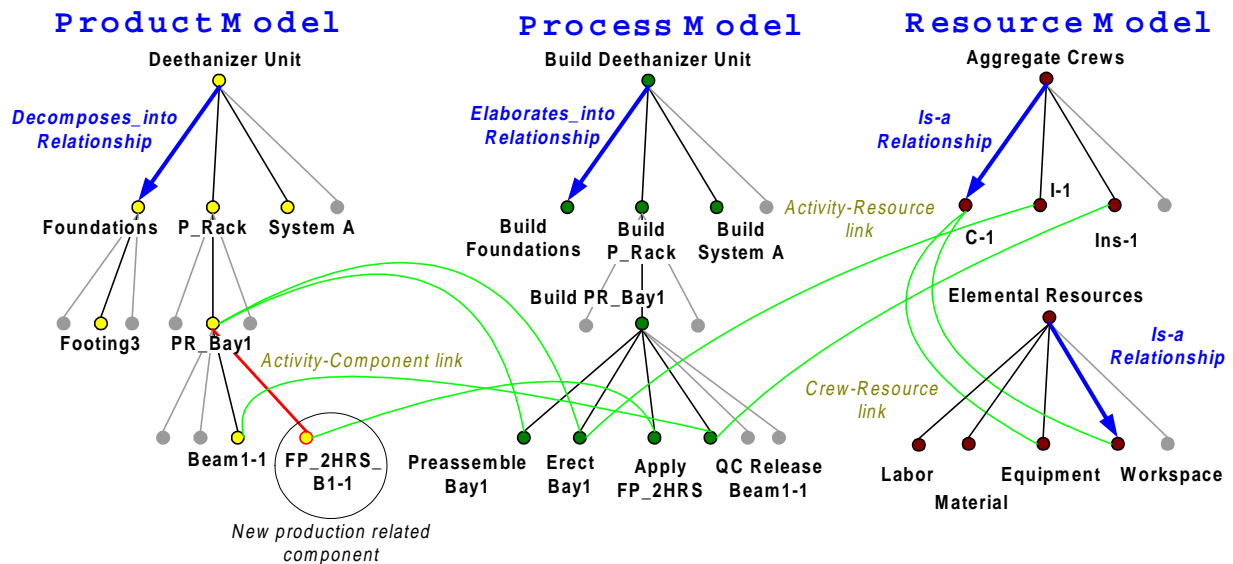 Product Model
Process Model
Resource Model
Deethanizer Unit
Build Deethanizer Unit
Aggregate Crews
Decomposes_into
Relationship
Elaborates_into
Relationship
Is-a
Relationship
Foundations
P_Rack
System A
Build
Foundations
Build
P_Rack
Build
System A
Activity-Resource
link
I-1
C-1
Ins-1
Build PR_Bay1
Elemental Resources
Footing3
PR_Bay1
Activity-Component link
Is-a
Relationship
Crew-Resource
link
Beam1-1
FP_2HRS_
B1-1
Preassemble
Bay1
Erect
Bay1
Apply
FP_2HRS
QC Release
Beam1-1
Labor
Material
Equipment
Workspace
New production related
component